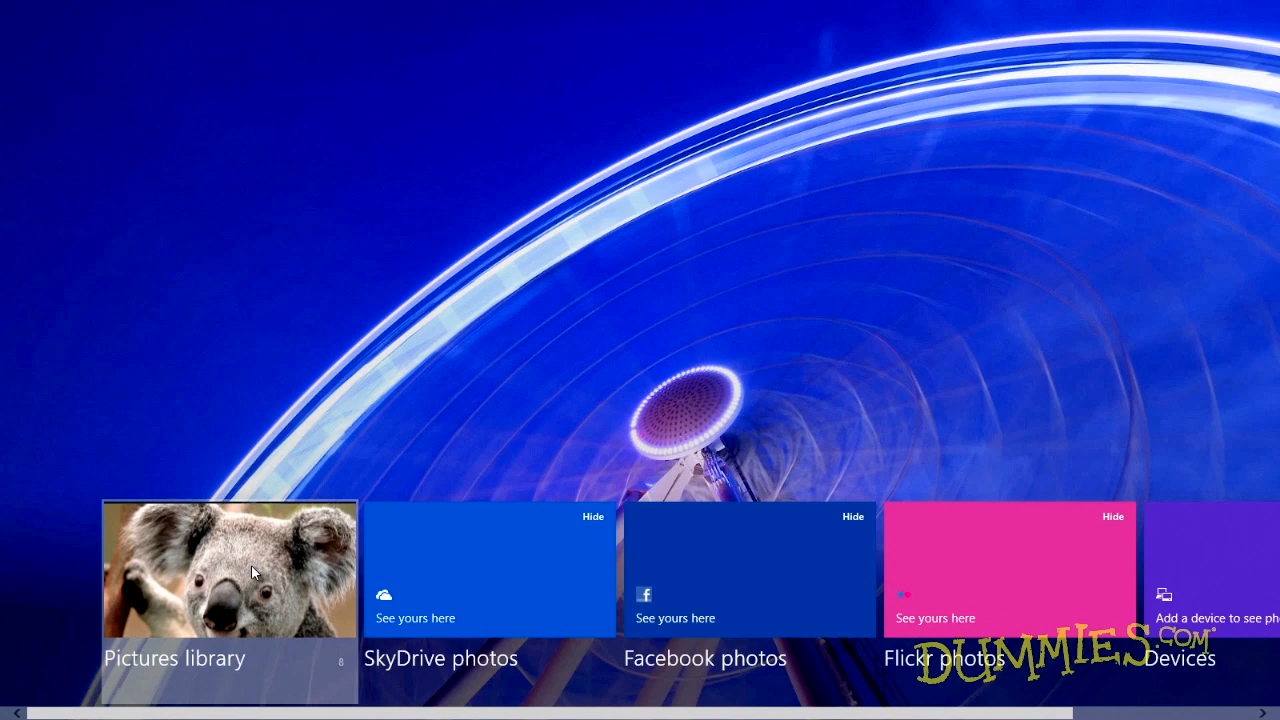 Hide
Hide
Hide
See yours here
See yours here
See yours here
Add a device to see ph
Pictures library 8
SkyDrive photos
Facebook photos
Flickr photos
Devices
DUMMIES.COM